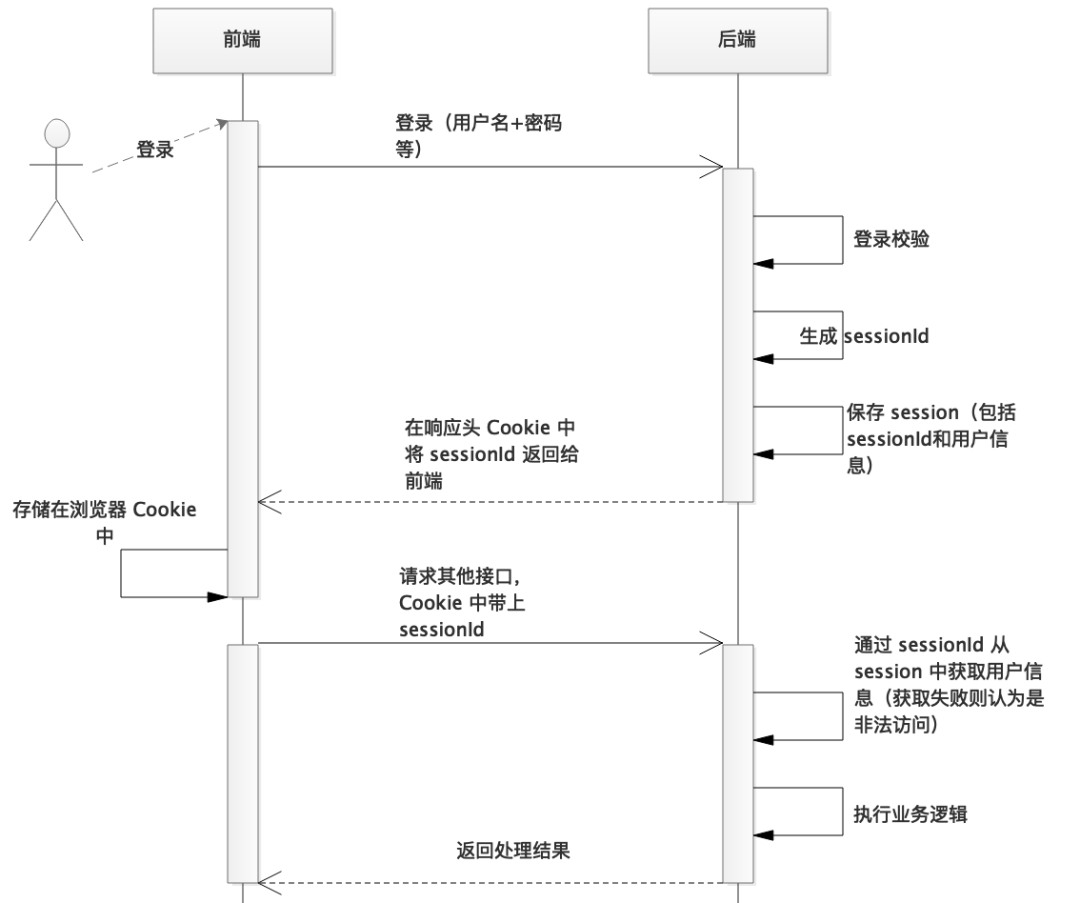 前端
后端
登录（用户名+密码
等）
登录
登录校验
生成 sessionId
保存 session（包括
sessionId和用户信
息）
在响应头 Cookie 中
将 sessionId 返回给
前端
存储在浏览器 Cookie
中
请求其他接口，
Cookie 中带上
sessionId
通过 sessionId 从
session 中获取用户信
息（获取失败则认为是
非法访问）
执行业务逻辑
返回处理结果